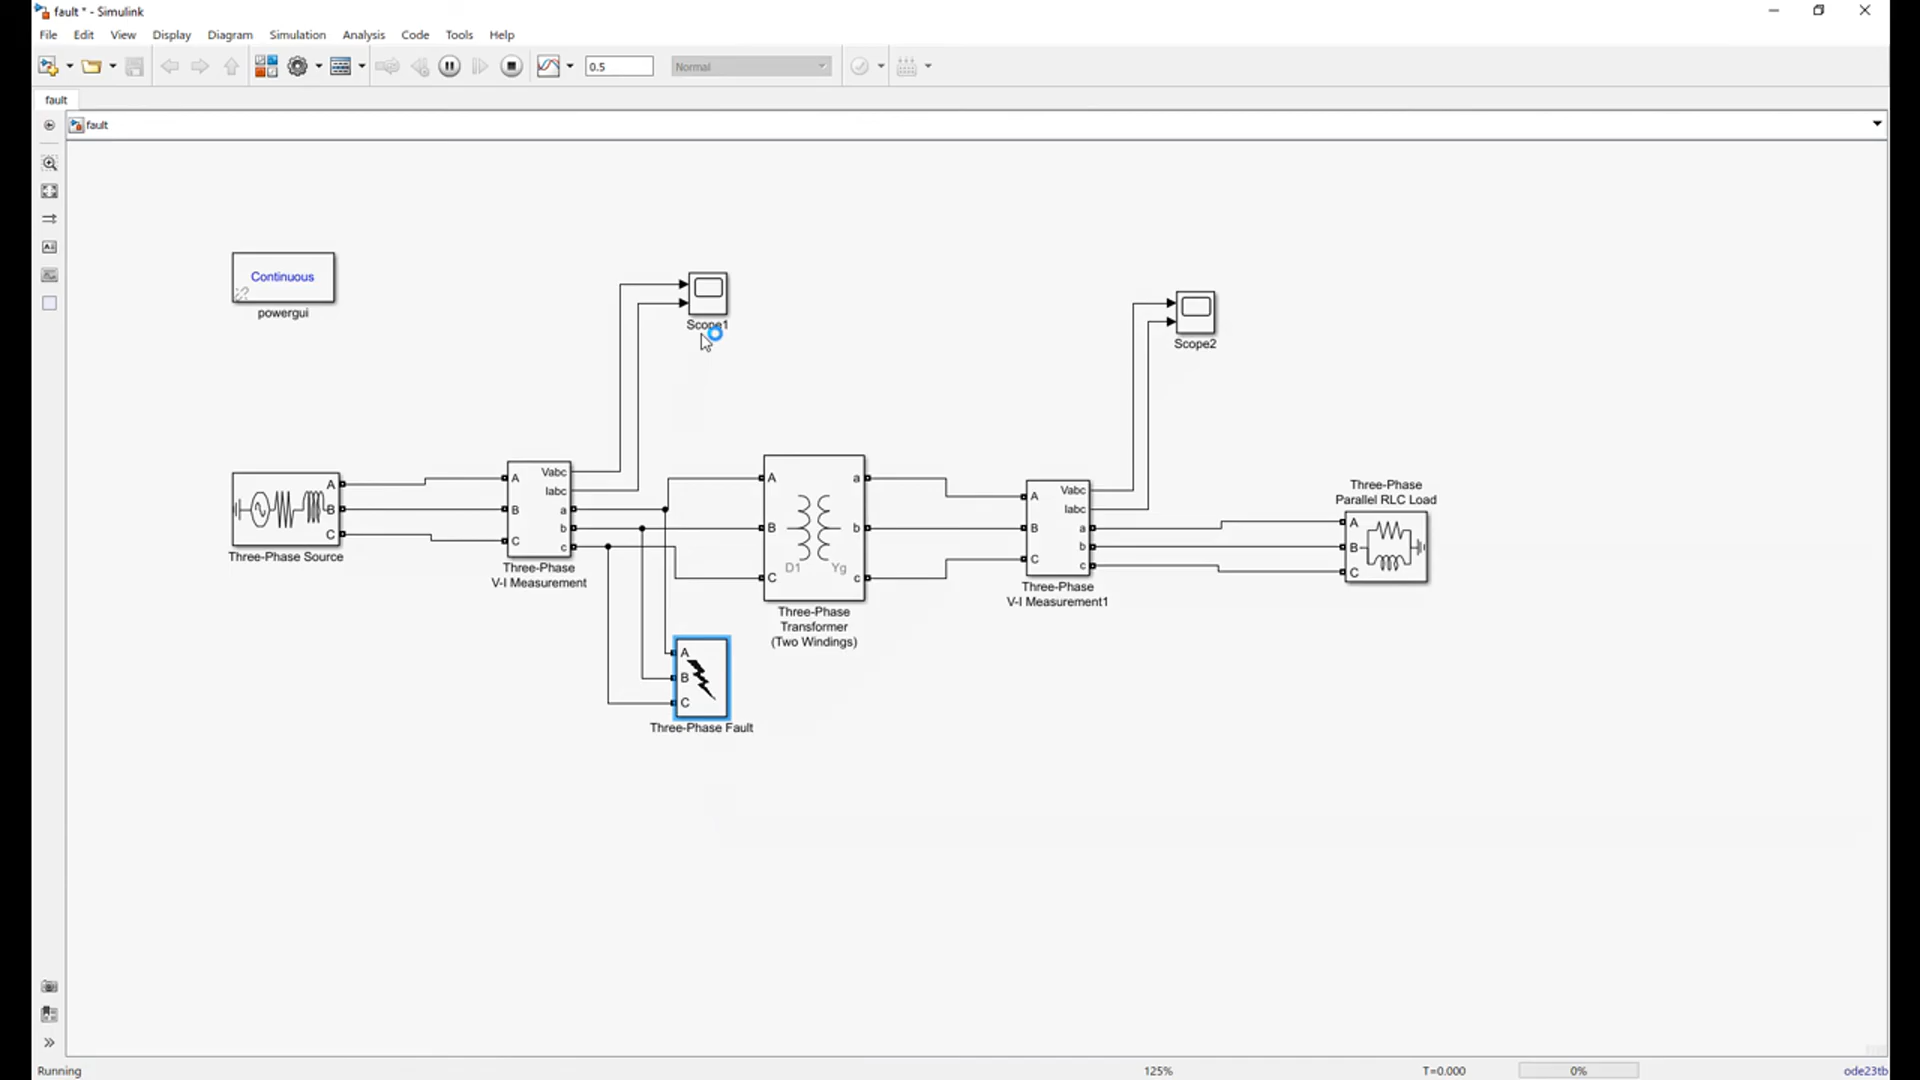 fault * - Simulink
File Edit View Display Diagram Simulation Analysis Code Tools Help
0.5 Normal
fault
fault
Continuous
powergui
Scope1
Scope2
A
B
C
Three-Phase Source
A
B
C
Vabc
Iabc
a
b
c
Three-Phase
V-I Measurement
A
B
C
a
b
c
D1 Yg
Three-Phase
Transformer
(Two Windings)
A
B
C
Vabc
Iabc
a
b
c
Three-Phase
V-I Measurement1
Three-Phase
Parallel RLC Load
A
B
C
A
B
C
Three-Phase Fault
Running 125% T=0.000 0% ode23tb